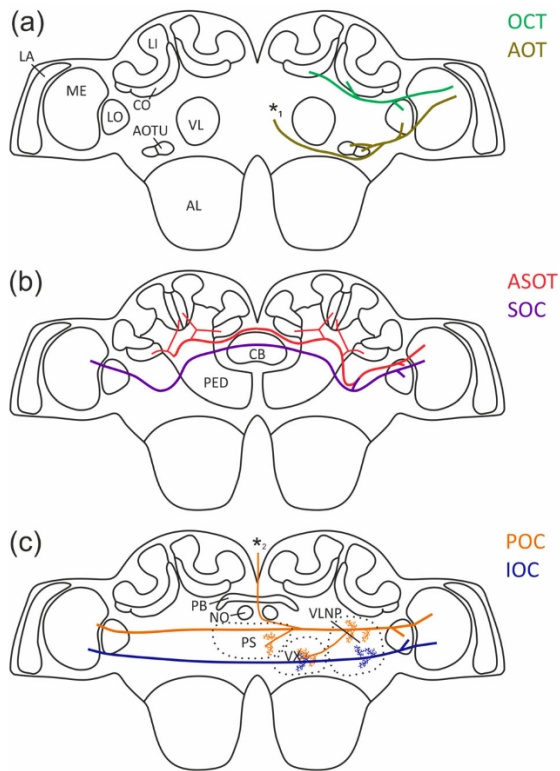 (a)
OCT
AOT
LA
LI
ME
CO
LO
*1
VL
AOTU
AL
(b)
ASOT
SOC
CB
PED
(c)
POC
IOC
*2
PB
NO
VLNP
PS
VX